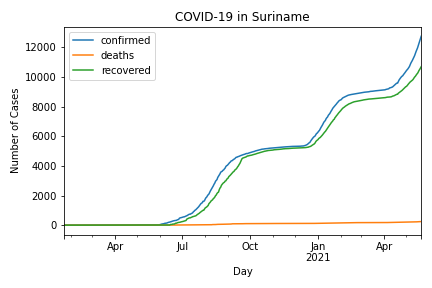 COVID-19 in Suriname
confirmed
deaths
recovered
Number of Cases
12000
10000
8000
6000
4000
2000
0
Apr Jul Oct Jan Apr
2021
Day